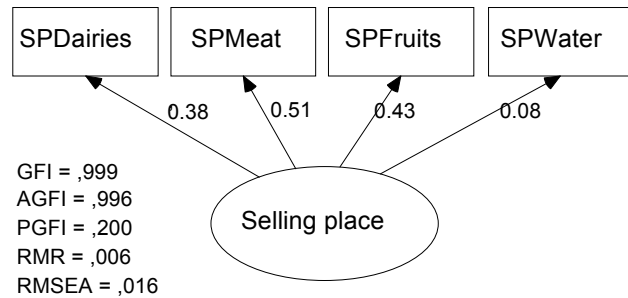 SPDairies SPMeat SPFruits SPWater
0.38 0.51 0.43 0.08
GFI = ,999
AGFI = ,996
PGFI = ,200
RMR = ,006
RMSEA = ,016
Selling place